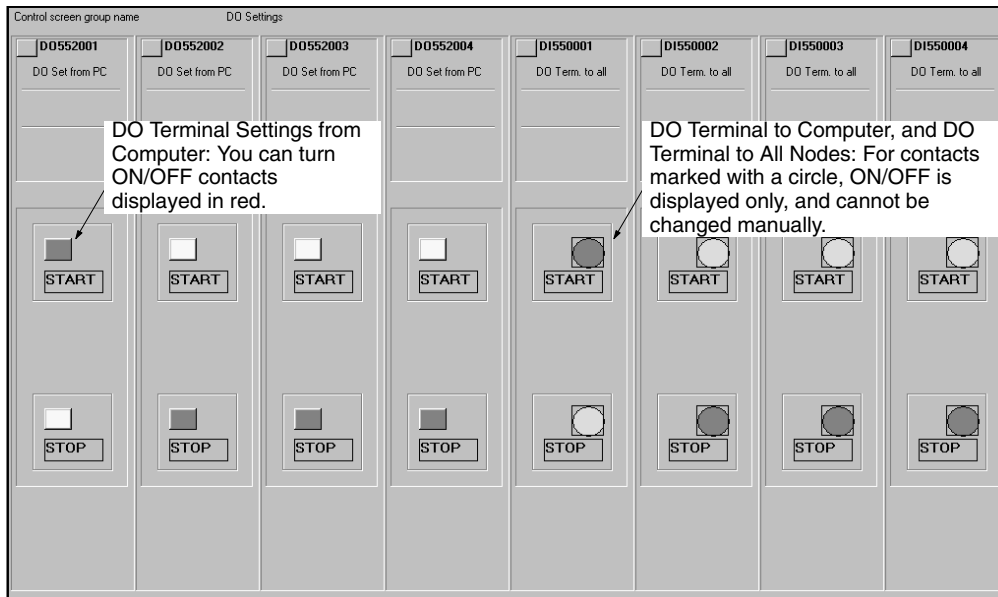 Control screen group name DO Settings
DO552001 DO552002 DO552003 DO552004 DI550001 DI550002 DI550003 DI550004
DO Set from PC DO Set from PC DO Set from PC DO Set from PC DO Term. to all DO Term. to all DO Term. to all DO Term. to all
DO Terminal Settings from
Computer: You can turn
ON/OFF contacts
displayed in red.
DO Terminal to Computer, and DO
Terminal to All Nodes: For contacts
marked with a circle, ON/OFF is
displayed only, and cannot be
changed manually.
START START START START START START START START
STOP STOP STOP STOP STOP STOP STOP STOP